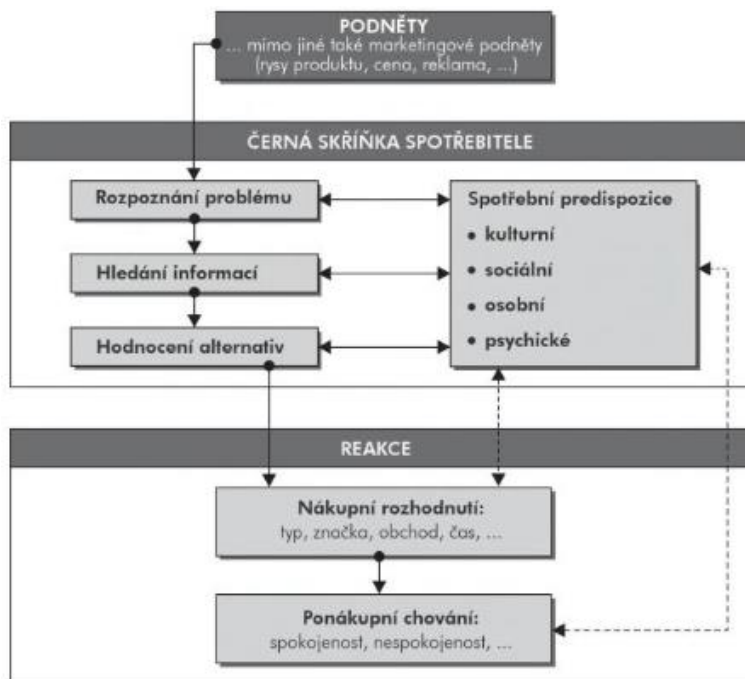 PODNĚTY
... mimo jiné také marketingové podněty
(rysy produktu, cena, reklama, ...)
ČERNÁ SKŘÍŇKA SPOTŘEBITELE
Rozpoznání problému
Hledání informací
Hodnocení alternativ
Spotřební predispozice
• kulturní
• sociální
• osobní
• psychické
REAKCE
Nákupní rozhodnutí:
typ, značka, obchod, čas, ...
Ponákupní chování:
spokojenost, nespokojenost, ...